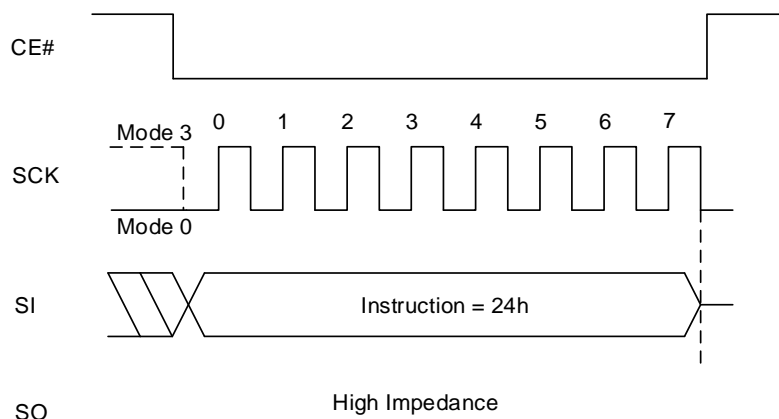 CE#
Mode 3
0 1 2 3 4 5 6 7
SCK
Mode 0
SI
Instruction = 24h
SO
High Impedance